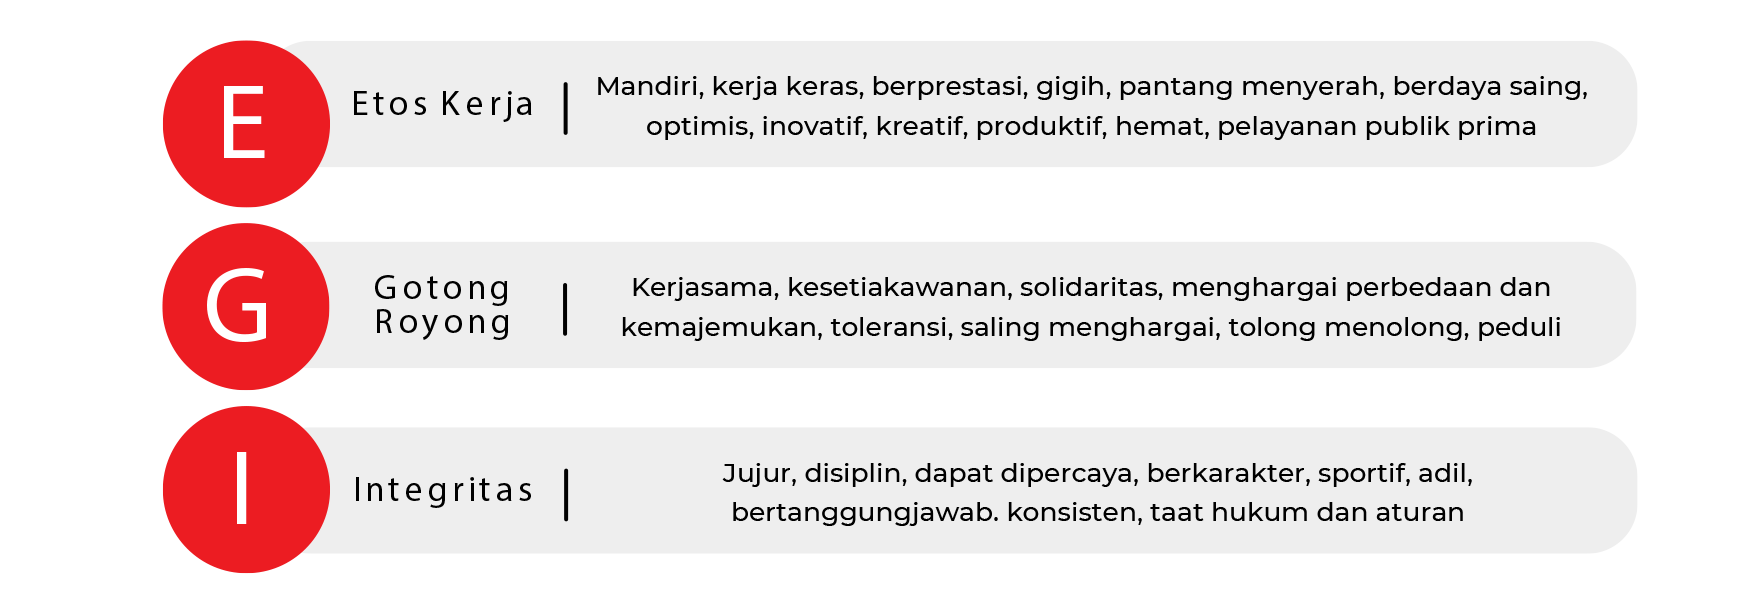 E
Etos Kerja
Mandiri, kerja keras, berprestasi, gigih, pantang menyerah, berdaya saing,
optimis, inovatif, kreatif, produktif, hemat, pelayanan publik prima
G
Gotong
Royong
Kerjasama, kesetiakawanan, solidaritas, menghargai perbedaan dan
kemajemukan, toleransi, saling menghargai, tolong menolong, peduli
I
Integritas
Jujur, disiplin, dapat dipercaya, berkarakter, sportif, adil,
bertanggungjawab. konsisten, taat hukum dan aturan